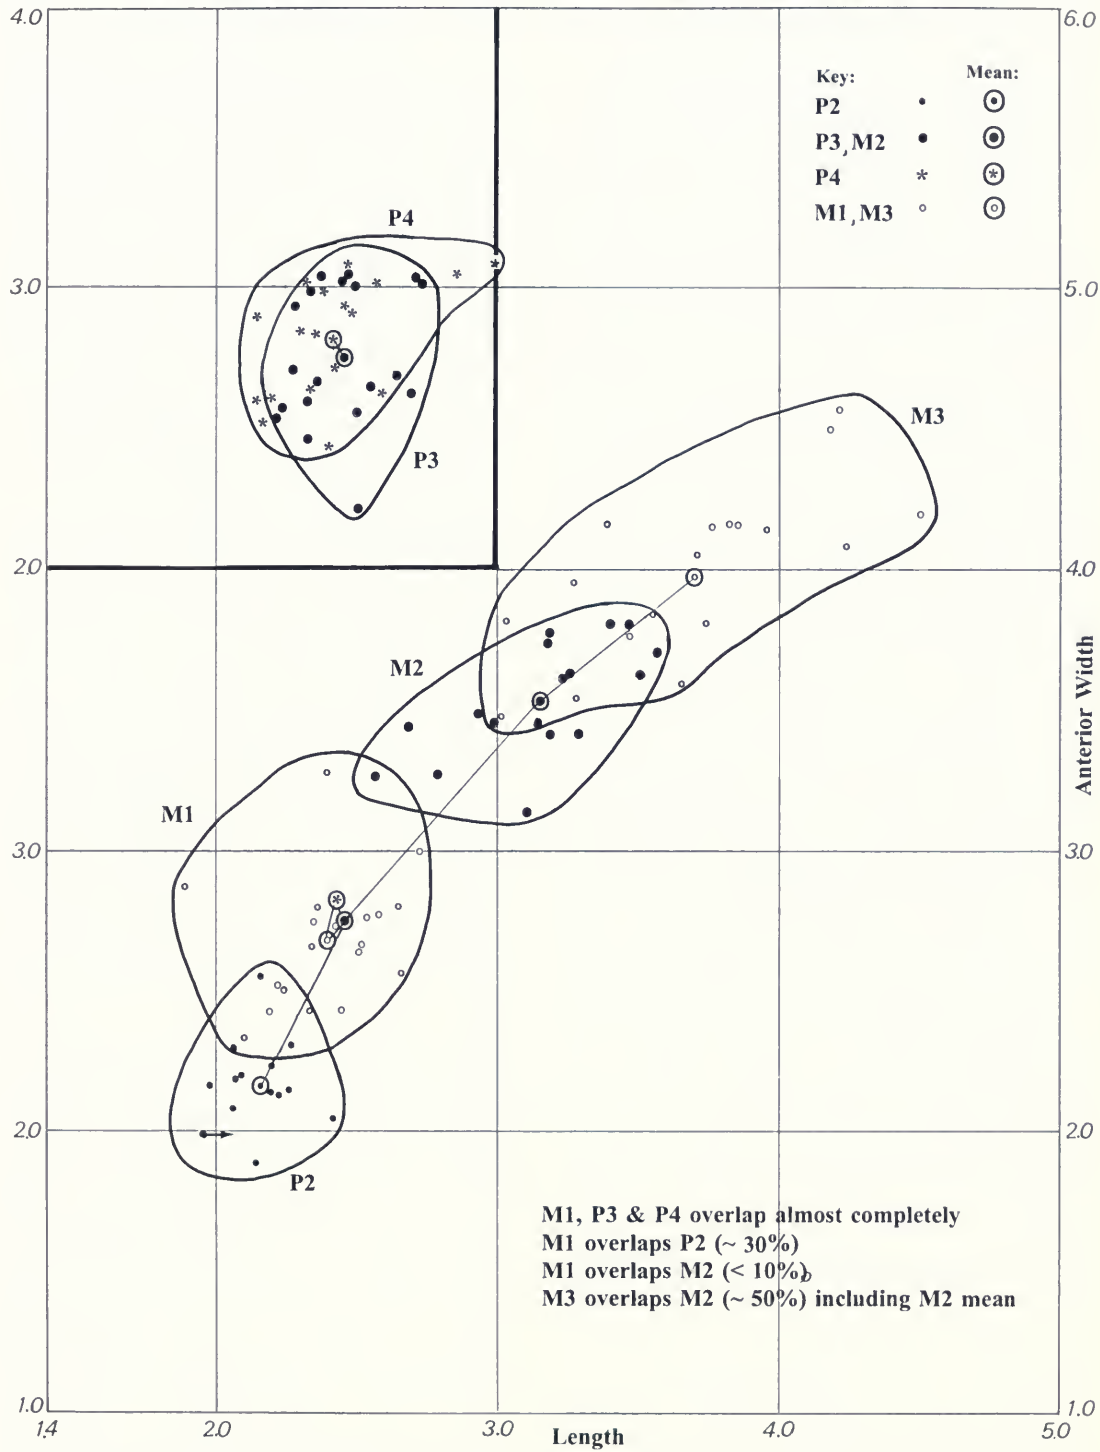 4.0
6.0
Key: Mean:
P2
P3, M2
P4 *
M1, M3
P4
3.0
5.0
M3
P3
2.0
4.0
M2
Anterior Width
M1
3.0
3.0
2.0
2.0
P2
M1, P3 & P4 overlap almost completely
M1 overlaps P2 (~ 30%)
M1 overlaps M2 (< 10%)
M3 overlaps M2 (~ 50%) including M2 mean
1.0
1.0
1.4 2.0 3.0 4.0 5.0
Length